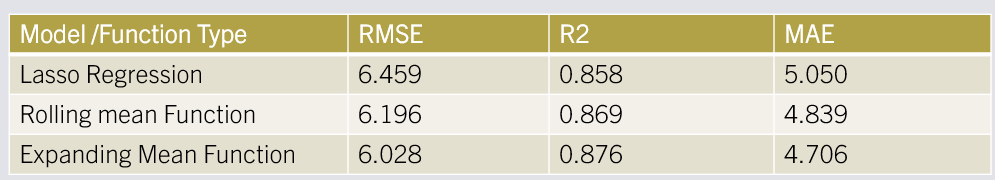 Model /Function Type RMSE R2 MAE
Lasso Regression 6.459 0.858 5.050
Rolling mean Function 6.196 0.869 4.839
Expanding Mean Function 6.028 0.876 4.706